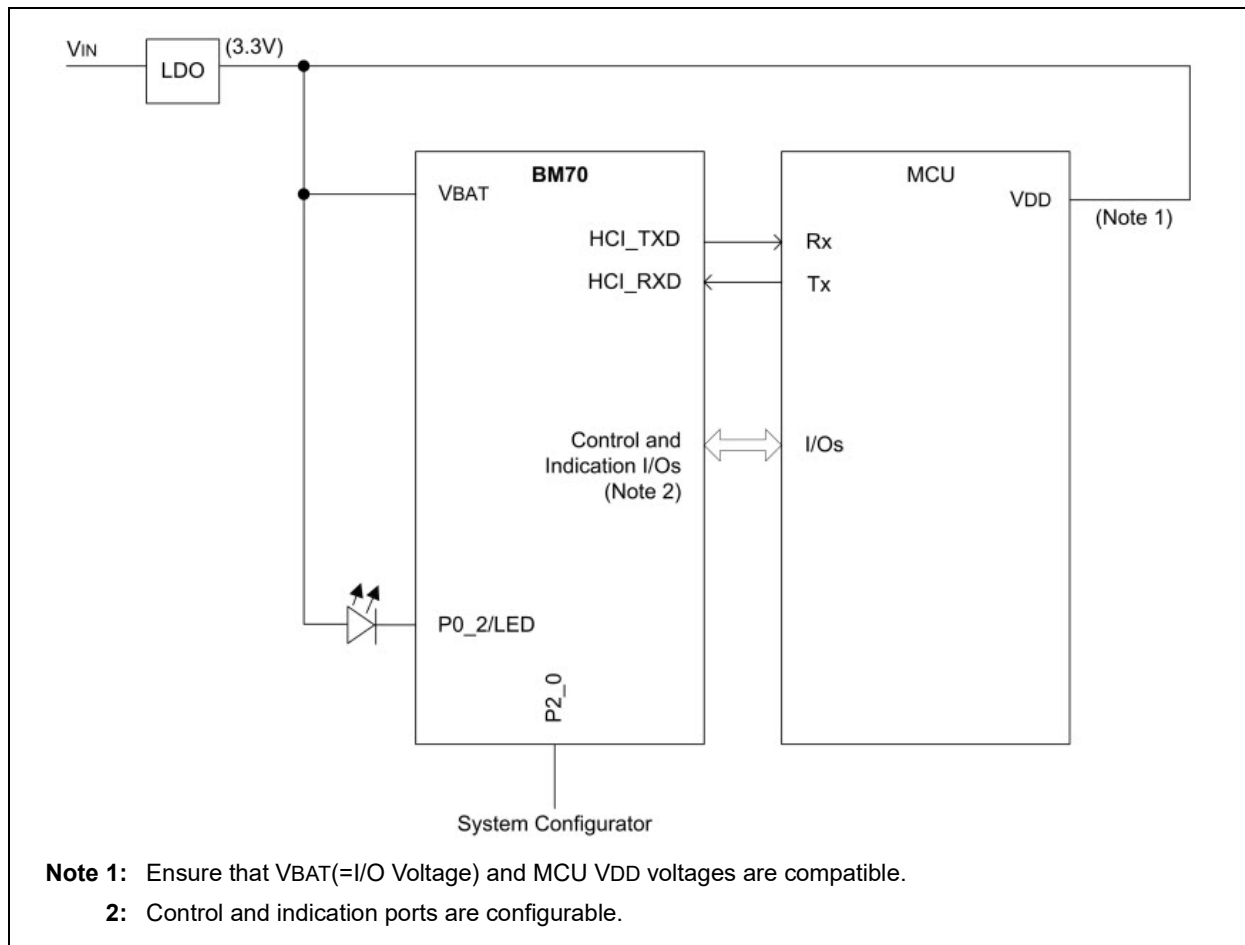 VIN
LDO
(3.3V)
BM70
MCU
VBAT
VDD
(Note 1)
HCI_TXD
Rx
HCI_RXD
Tx
Control and
Indication I/Os
(Note 2)
I/Os
P0_2/LED
P2_0
System Configurator
Note 1: Ensure that VBAT(=I/O Voltage) and MCU VDD voltages are compatible.
2: Control and indication ports are configurable.